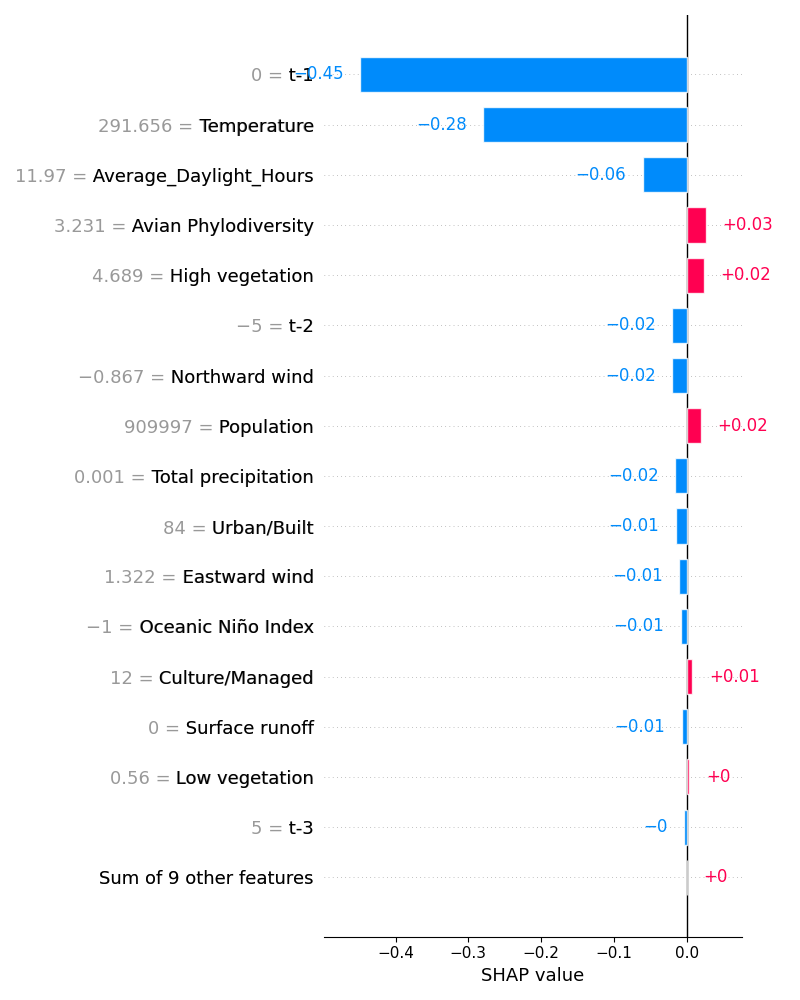 0 = t-1 −0.45
291.656 = Temperature −0.28
11.97 = Average_Daylight_Hours −0.06
3.231 = Avian Phylodiversity +0.03
4.689 = High vegetation +0.02
−5 = t-2 −0.02
−0.867 = Northward wind −0.02
909997 = Population +0.02
0.001 = Total precipitation −0.02
84 = Urban/Built −0.01
1.322 = Eastward wind −0.01
−1 = Oceanic Niño Index −0.01
12 = Culture/Managed +0.01
0 = Surface runoff −0.01
0.56 = Low vegetation +0
5 = t-3 −0
Sum of 9 other features +0
−0.4 −0.3 −0.2 −0.1 0.0
SHAP value